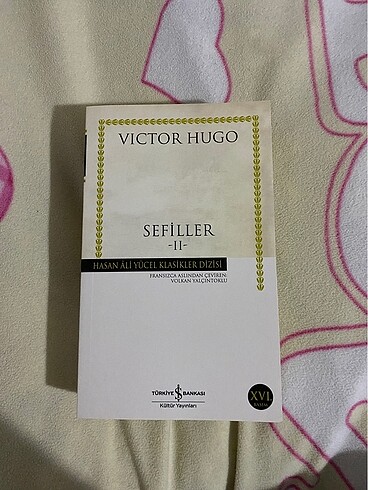 VICTOR HUGO
SEFİLLER
-II-
HASAN ÂLİ YÜCEL KLASİKLER DİZİSİ
FRANSIZCA ASLINDAN ÇEVİREN:
VOLKAN YALÇINTOKLU
TÜRKİYE İŞ BANKASI
Kültür Yayınları
XVI.
BASIM